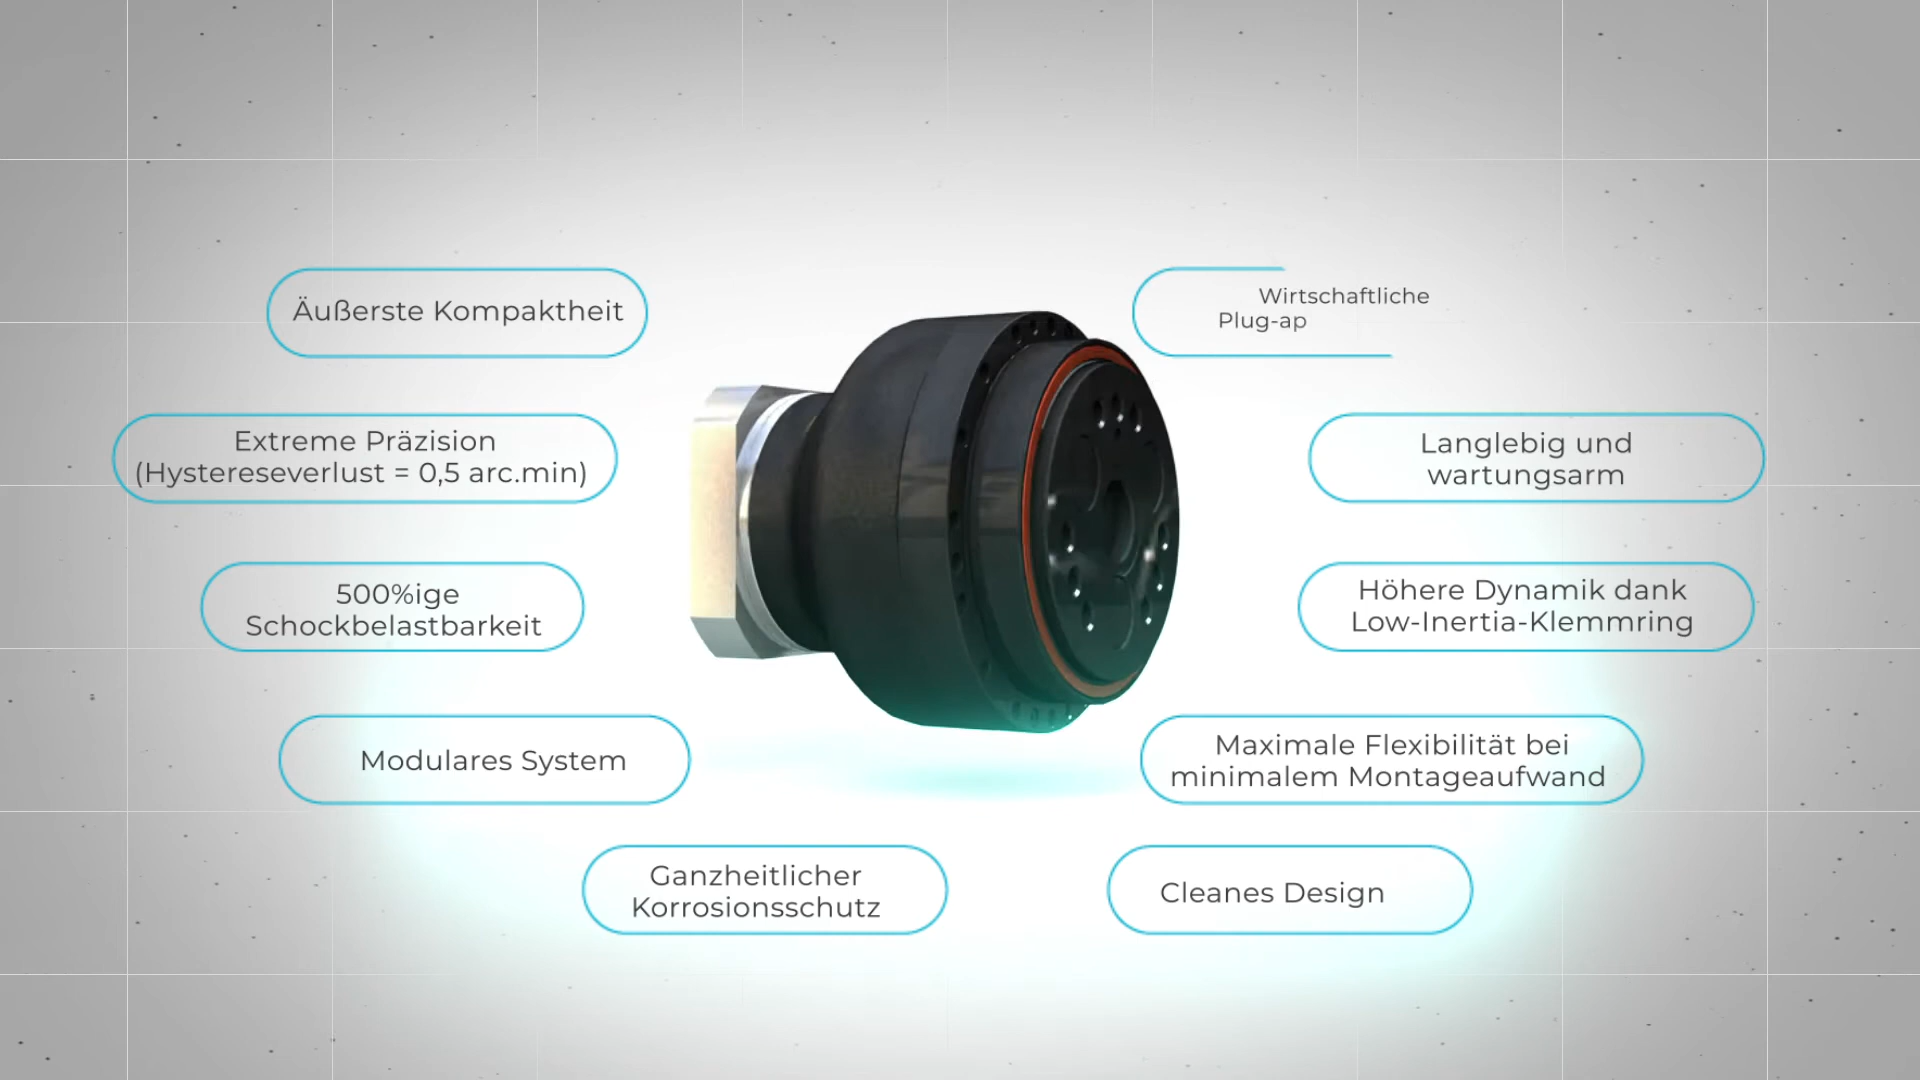 Äußerste Kompaktheit
Extreme Präzision
(Hystereseverlust = 0,5 arc.min)
500%ige
Schockbelastbarkeit
Modulares System
Ganzheitlicher
Korrosionsschutz
Wirtschaftliche
Plug-ap
Langlebig und
wartungsarm
Höhere Dynamik dank
Low-Inertia-Klemmring
Maximale Flexibilität bei
minimalem Montageaufwand
Cleanes Design